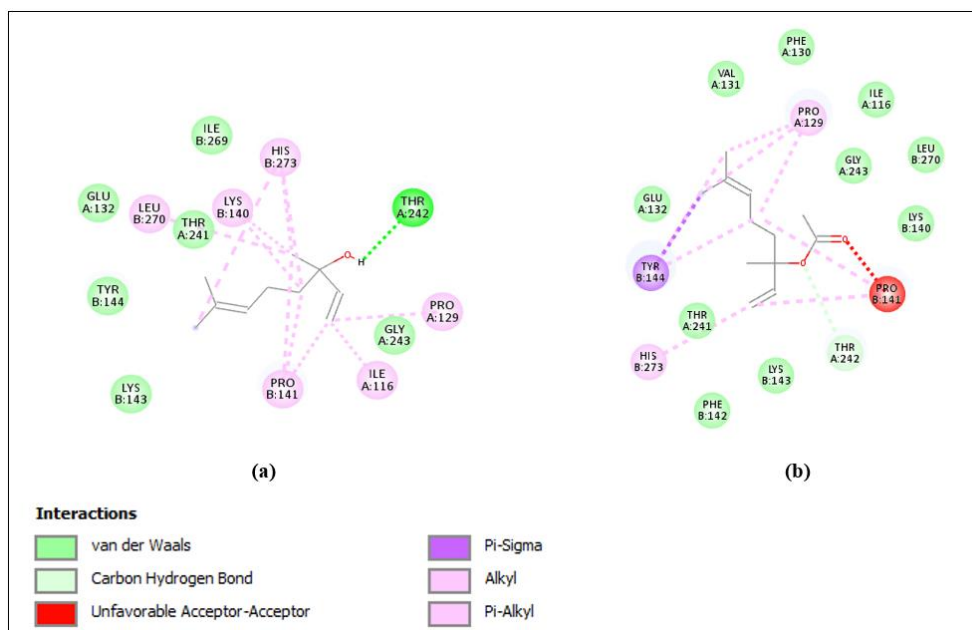 ILE
B:269
HIS
B:273
GLU
A:132
LEU
B:270
THR
A:241
LYS
B:140
THR
A:242
H
TYR
B:144
PRO
A:129
GLY
A:243
LYS
B:143
PRO
B:141
ILE
A:116
(a)
PHE
A:130
VAL
A:131
ILE
A:116
PRO
A:129
LEU
B:270
GLY
A:243
GLU
A:132
LYS
B:140
TYR
B:144
PRO
B:141
THR
A:241
THR
A:242
HIS
B:273
LYS
B:143
PHE
B:142
(b)
Interactions
van der Waals
Carbon Hydrogen Bond
Unfavorable Acceptor-Acceptor
Pi-Sigma
Alkyl
Pi-Alkyl